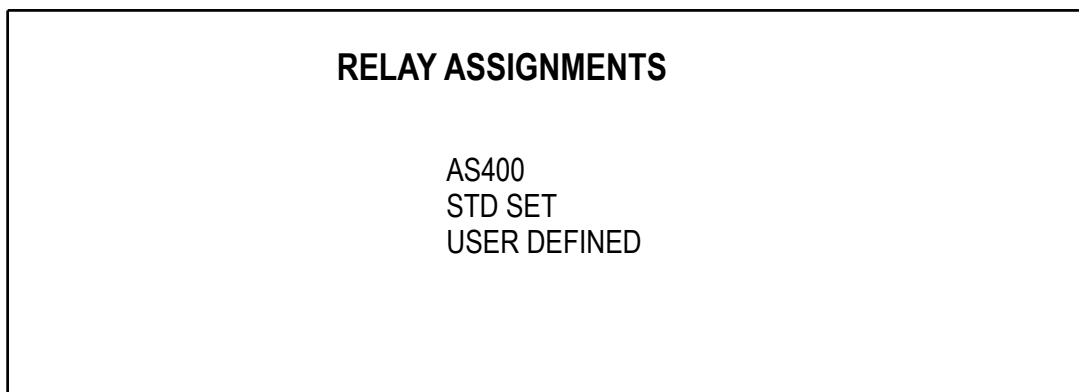 RELAY ASSIGNMENTS
AS400
STD SET
USER DEFINED